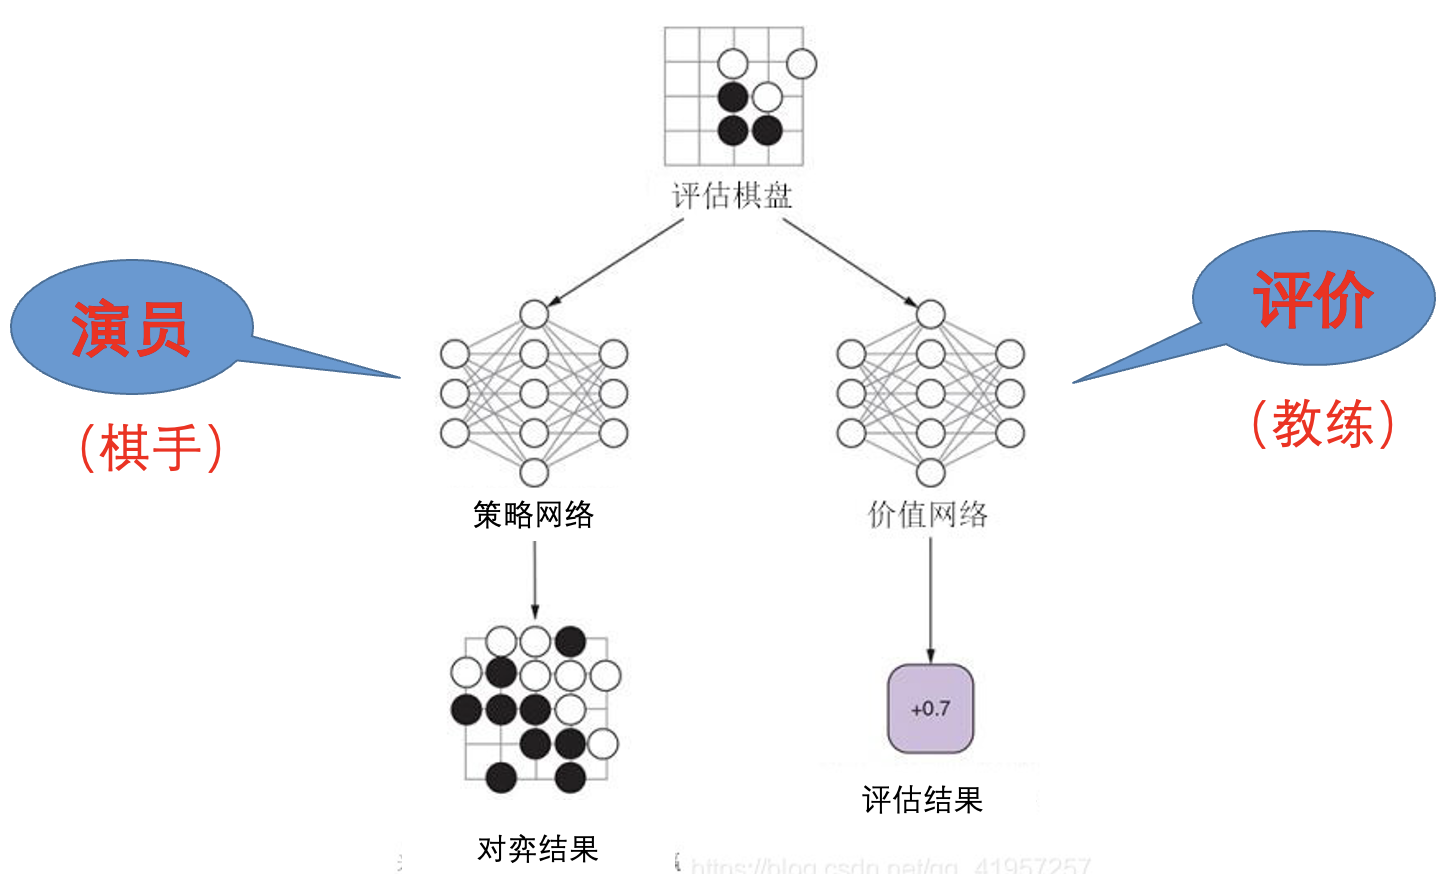 评估棋盘
演员
(棋手)
评价
(教练)
策略网络
价值网络
+0.7
评估结果
对弈结果
https://blog.csdn.net/qq_41957257